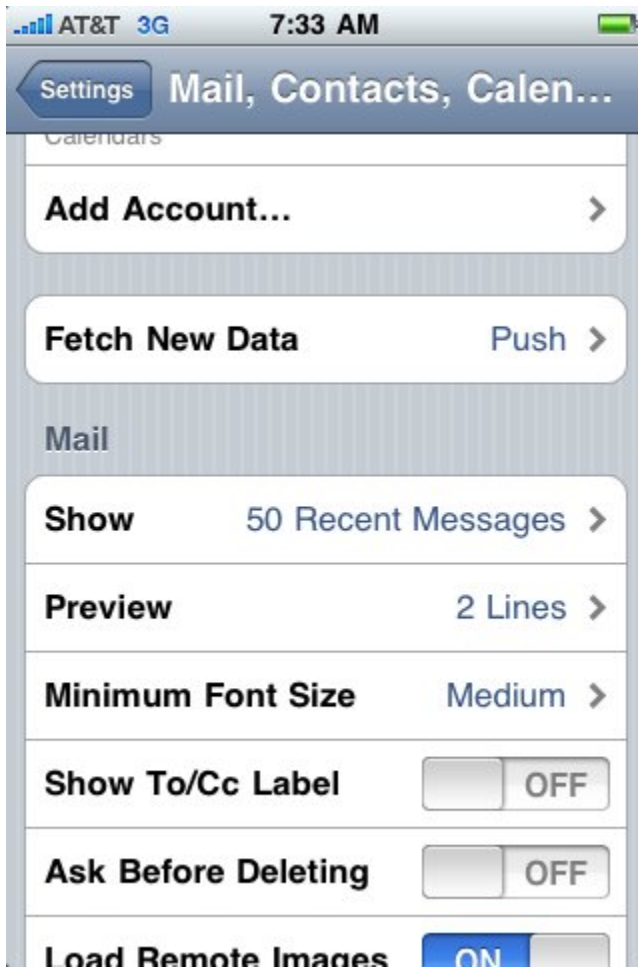 AT&T 3G 7:33 AM
Settings Mail, Contacts, Calen...
Calendars
Add Account...
Fetch New Data Push
Mail
Show 50 Recent Messages
Preview 2 Lines
Minimum Font Size Medium
Show To/Cc Label OFF
Ask Before Deleting OFF
Load Remote Images ON